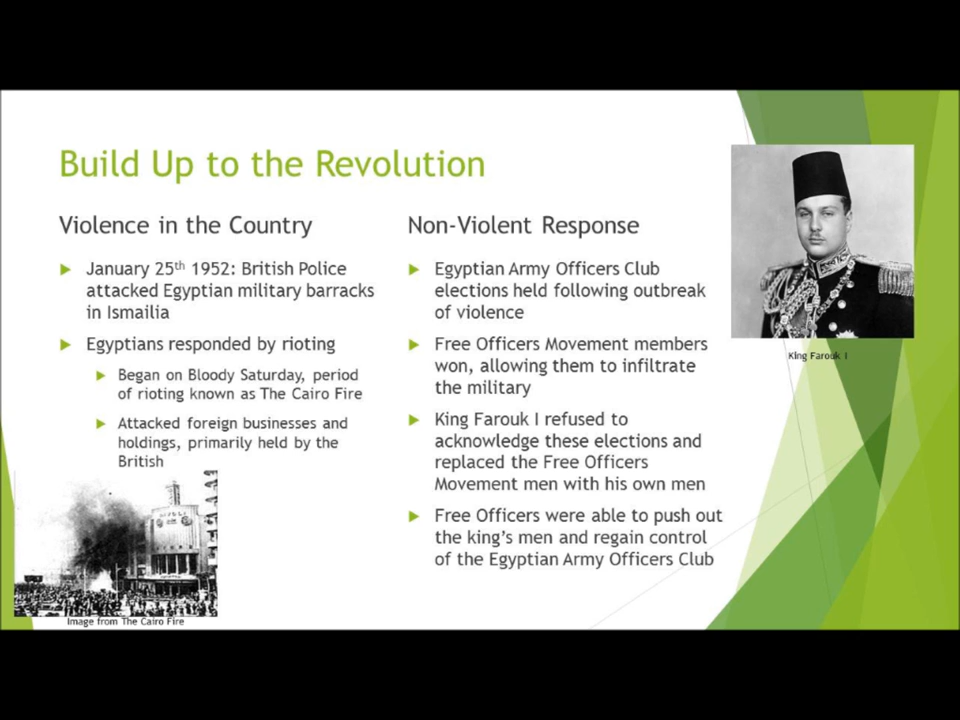 Build Up to the Revolution
Violence in the Country
January 25th 1952: British Police
attacked Egyptian military barracks
in Ismailia
Egyptians responded by rioting
Began on Bloody Saturday, period
of rioting known as The Cairo Fire
Attacked foreign businesses and
holdings, primarily held by the
British
Image from The Cairo Fire
Non-Violent Response
Egyptian Army Officers Club
elections held following outbreak
of violence
Free Officers Movement members
won, allowing them to infiltrate
the military
King Farouk I refused to
acknowledge these elections and
replaced the Free Officers
Movement men with his own men
Free Officers were able to push out
the king's men and regain control
of the Egyptian Army Officers Club
King Farouk I